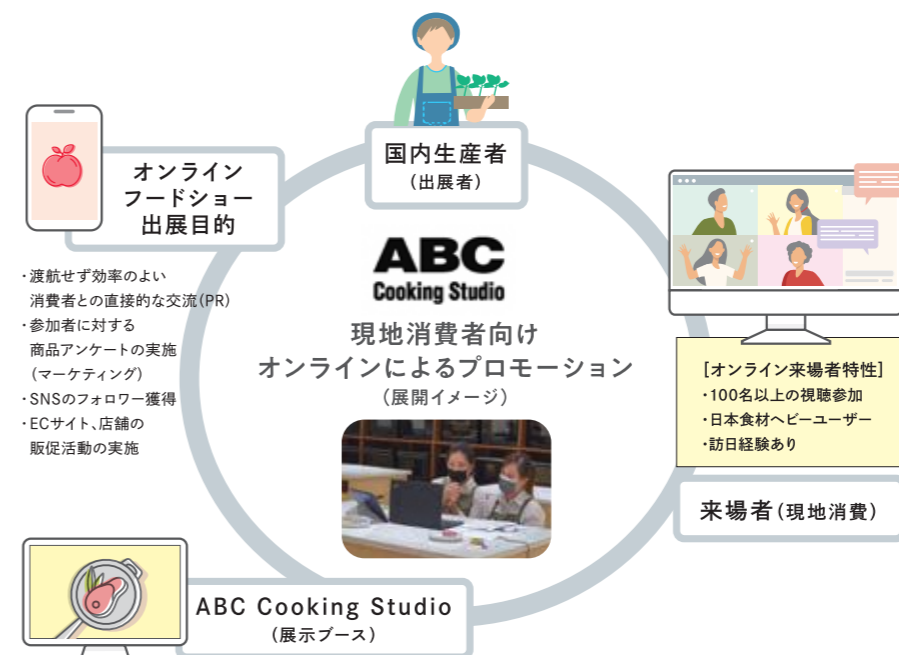 国内生産者
（出展者）
オンライン
フードショー
出展目的
・渡航せず効率のよい
消費者との直接的な交流（PR）
・参加者に対する
商品アンケートの実施
（マーケティング）
・SNSのフォロワー獲得
・ECサイト、店舗の
販促活動の実施
ABC
Cooking Studio
現地消費者向け
オンラインによるプロモーション
（展開イメージ）
［オンライン来場者特性］
・100名以上の視聴参加
・日本食材ヘビーユーザー
・訪日経験あり
来場者（現地消費）
ABC Cooking Studio
（展示ブース）